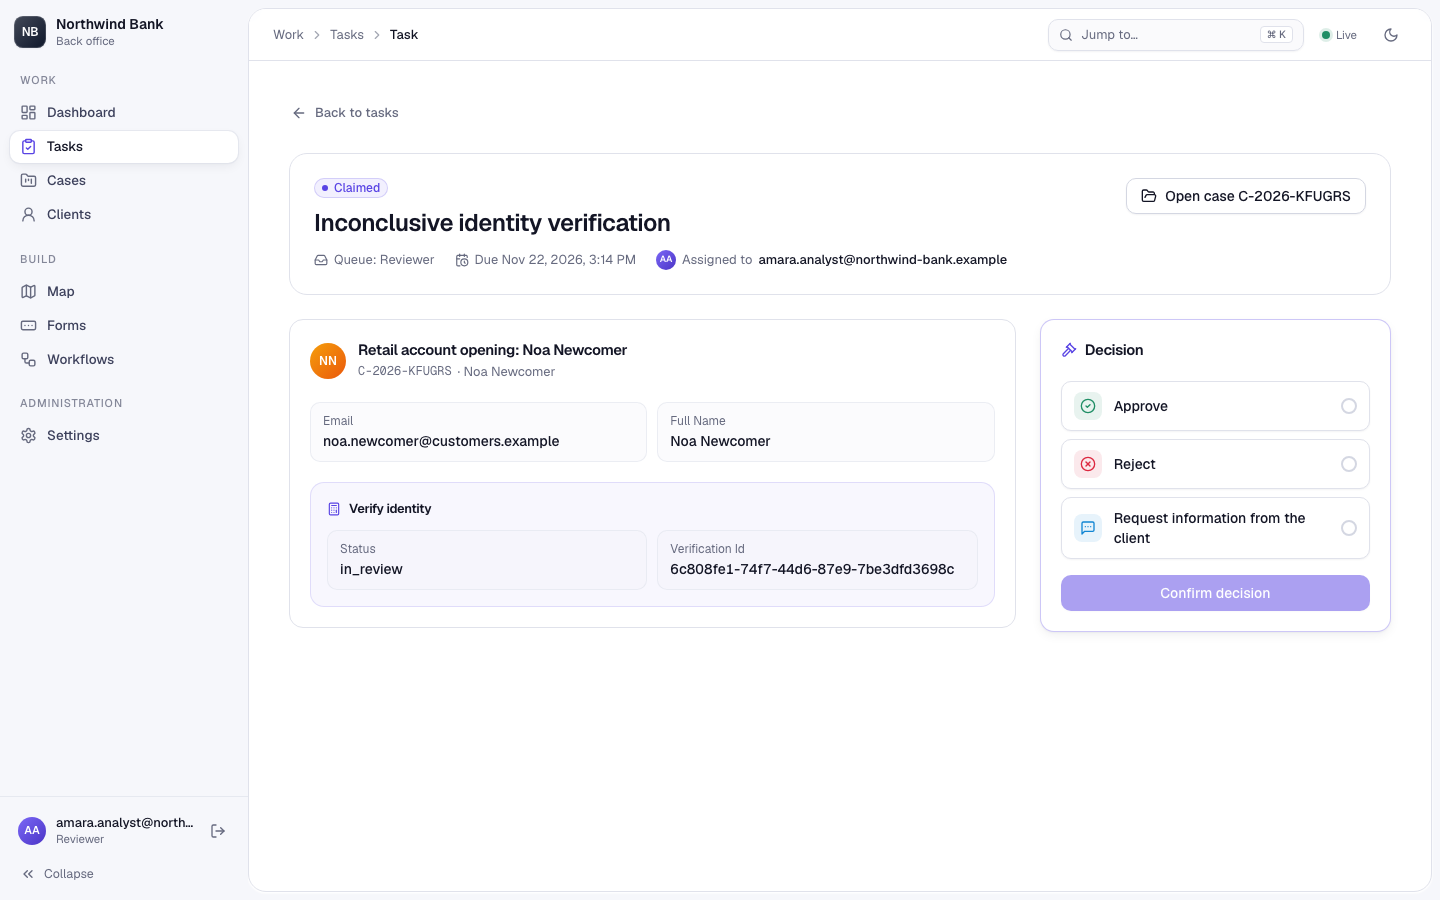 NB
Northwind Bank
Back office
WORK
Dashboard
Tasks
Cases
Clients
BUILD
Map
Forms
Workflows
ADMINISTRATION
Settings
AA
amara.analyst@north...
Reviewer
Collapse
Work > Tasks > Task
Jump to...
⌘ K
Live
Back to tasks
Claimed
Inconclusive identity verification
Queue: Reviewer
Due Nov 22, 2026, 3:14 PM
AA Assigned to amara.analyst@northwind-bank.example
Open case C-2026-KFUGRS
NN
Retail account opening: Noa Newcomer
C-2026-KFUGRS · Noa Newcomer
Email
noa.newcomer@customers.example
Full Name
Noa Newcomer
Verify identity
Status
in_review
Verification Id
6c808fe1-74f7-44d6-87e9-7be3dfd3698c
Decision
Approve
Reject
Request information from the
client
Confirm decision